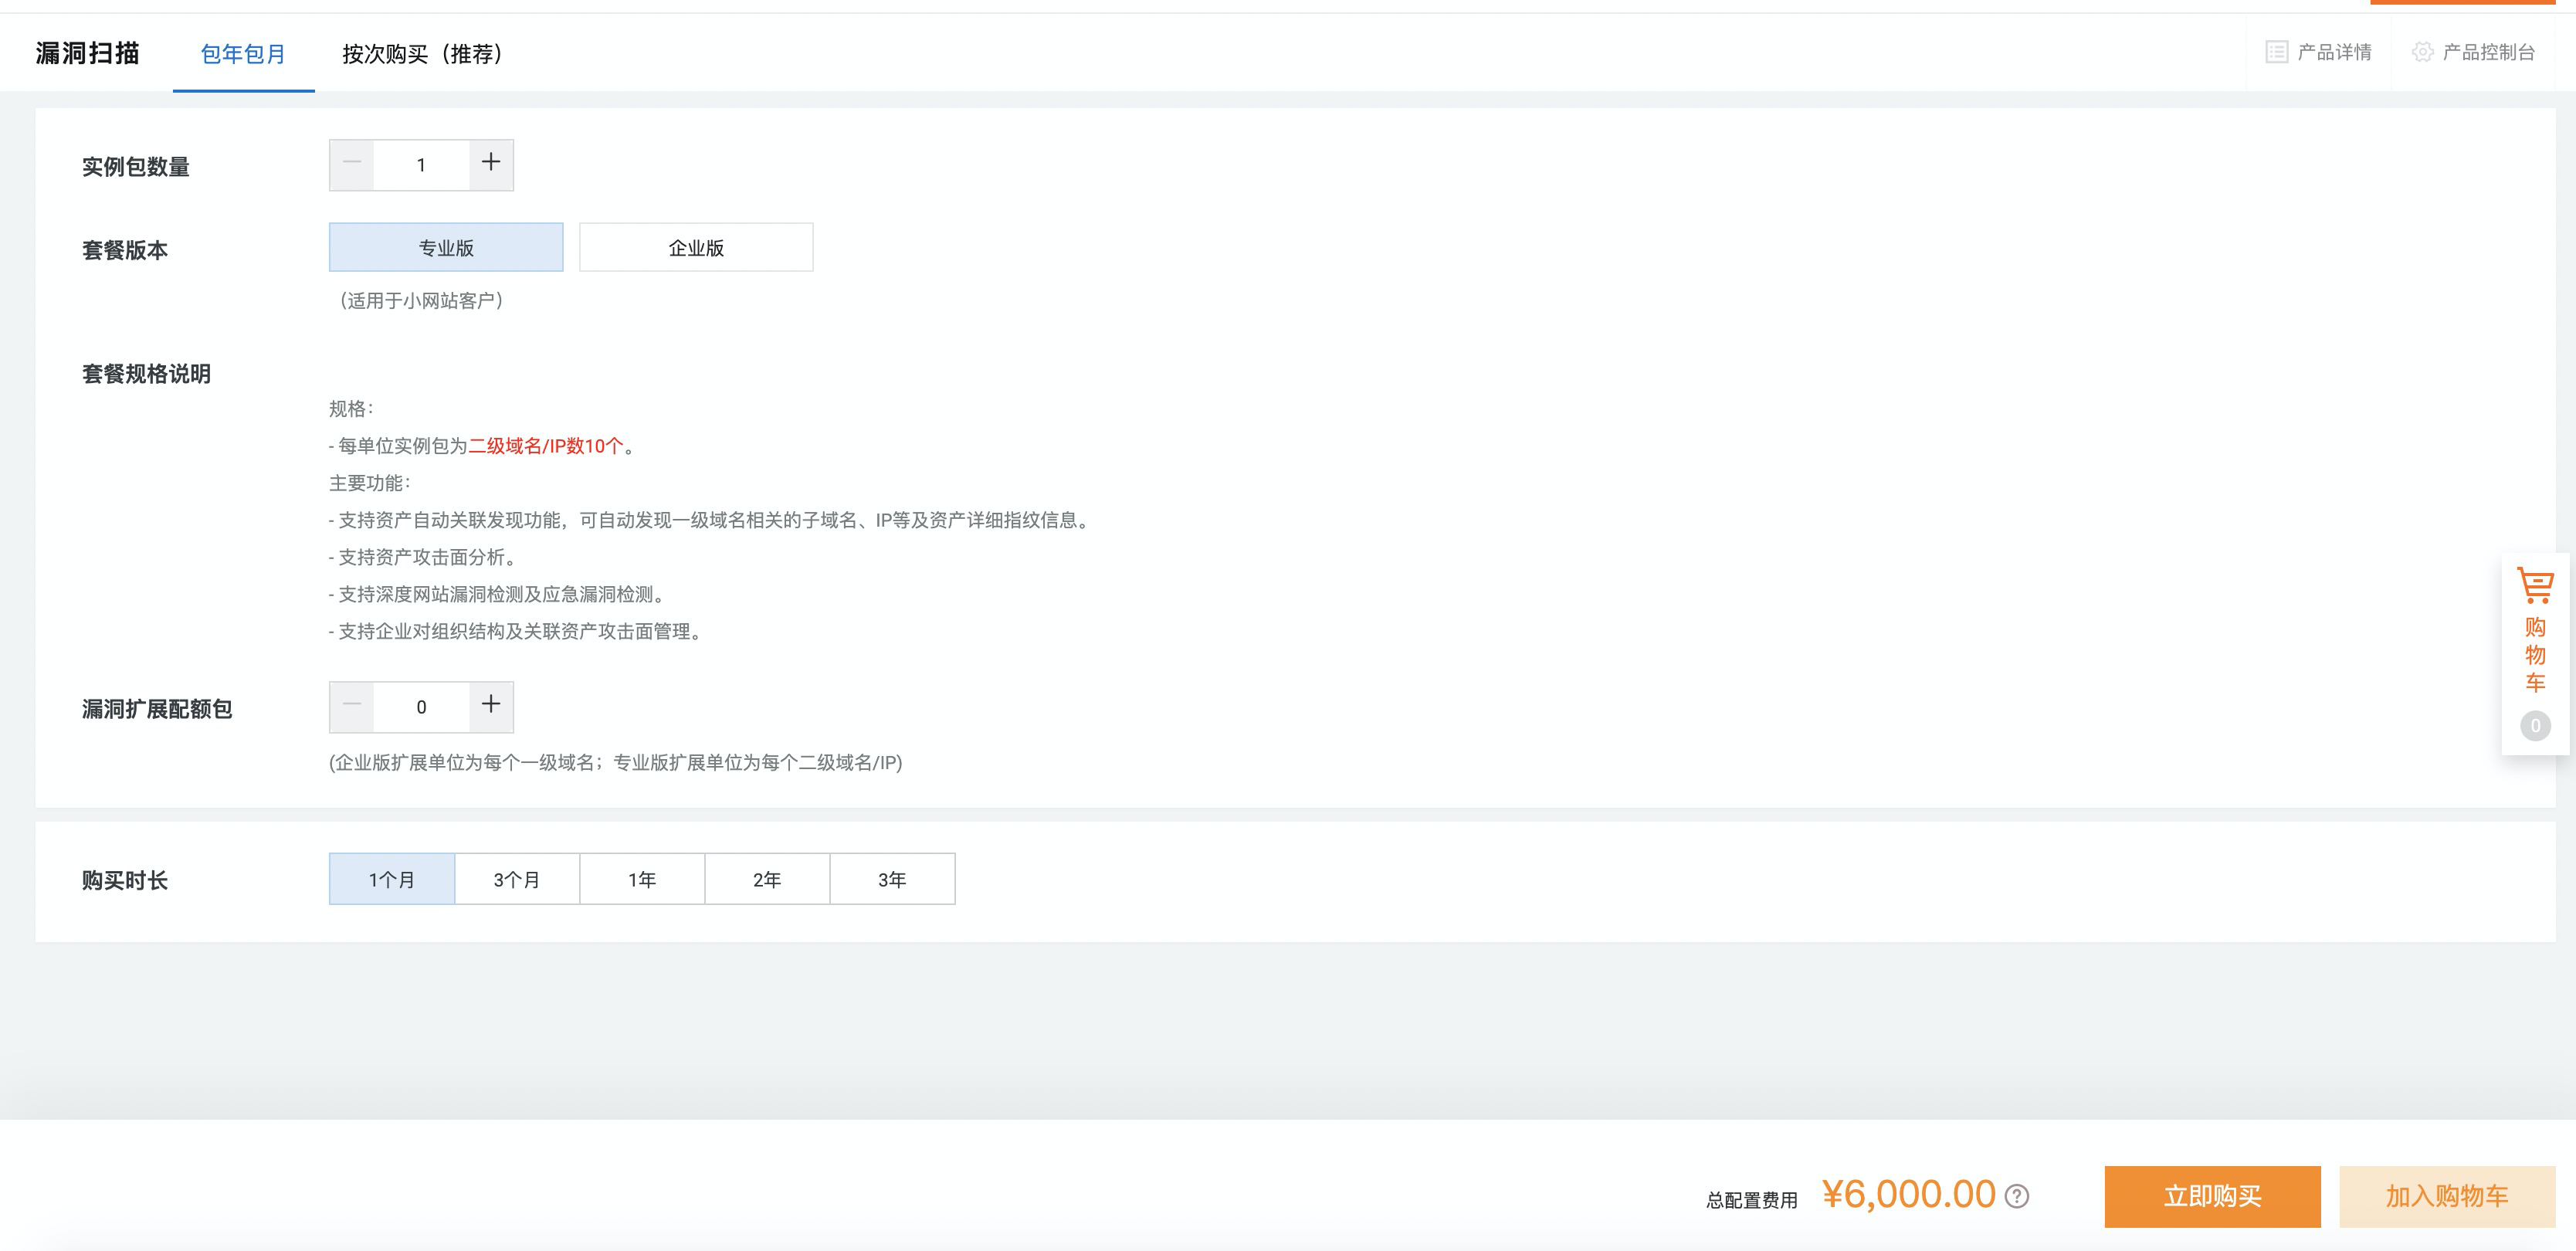 漏洞扫描 包年包月 按次购买（推荐） 产品详情 产品控制台
实例包数量 1
套餐版本 专业版 企业版
（适用于小网站客户）
套餐规格说明
规格：
- 每单位实例包为二级域名/IP数10个。
主要功能：
- 支持资产自动关联发现功能，可自动发现一级域名相关的子域名、IP等及资产详细指纹信息。
- 支持资产攻击面分析。
- 支持深度网站漏洞检测及应急漏洞检测。
- 支持企业对组织结构及关联资产攻击面管理。
漏洞扩展配额包 0
(企业版扩展单位为每个一级域名；专业版扩展单位为每个二级域名/IP)
购买时长 1个月 3个月 1年 2年 3年
购
物
车
0
总配置费用 ¥6,000.00 立即购买 加入购物车